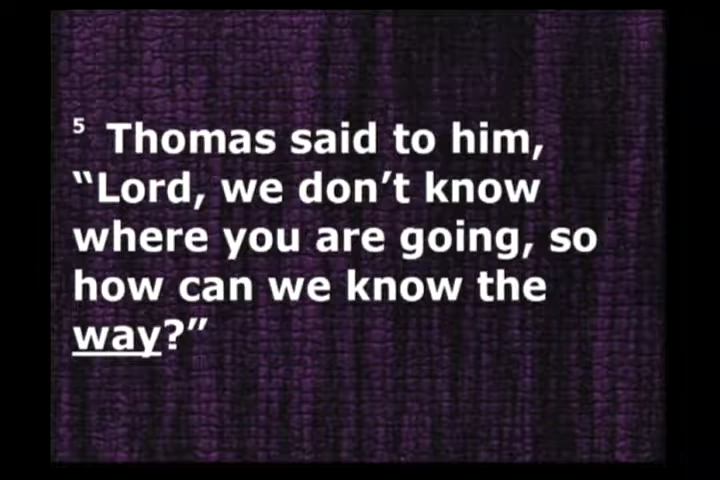 5 Thomas said to him,
“Lord, we don’t know
where you are going, so
how can we know the
way?”